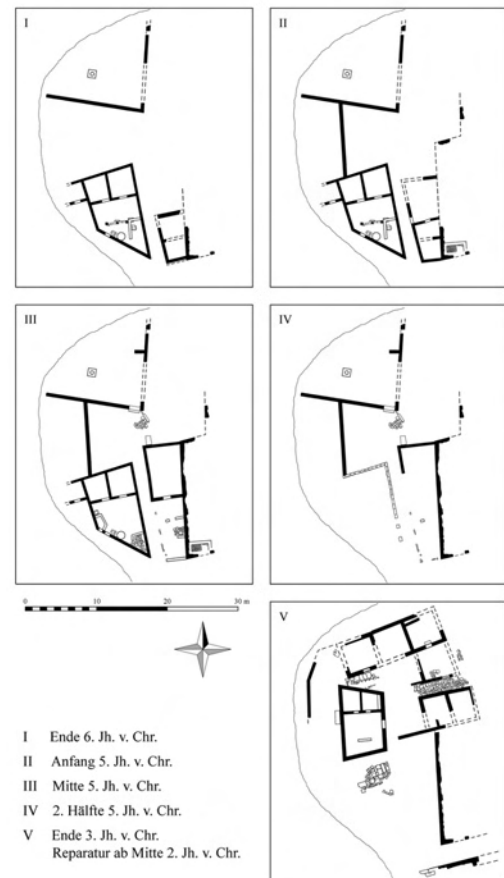 I
II
III
IV
0 10 20 30 m
V
I Ende 6. Jh. v. Chr.
II Anfang 5. Jh. v. Chr.
III Mitte 5. Jh. v. Chr.
IV 2. Hälfte 5. Jh. v. Chr.
V Ende 3. Jh. v. Chr.
Reparatur ab Mitte 2. Jh. v. Chr.